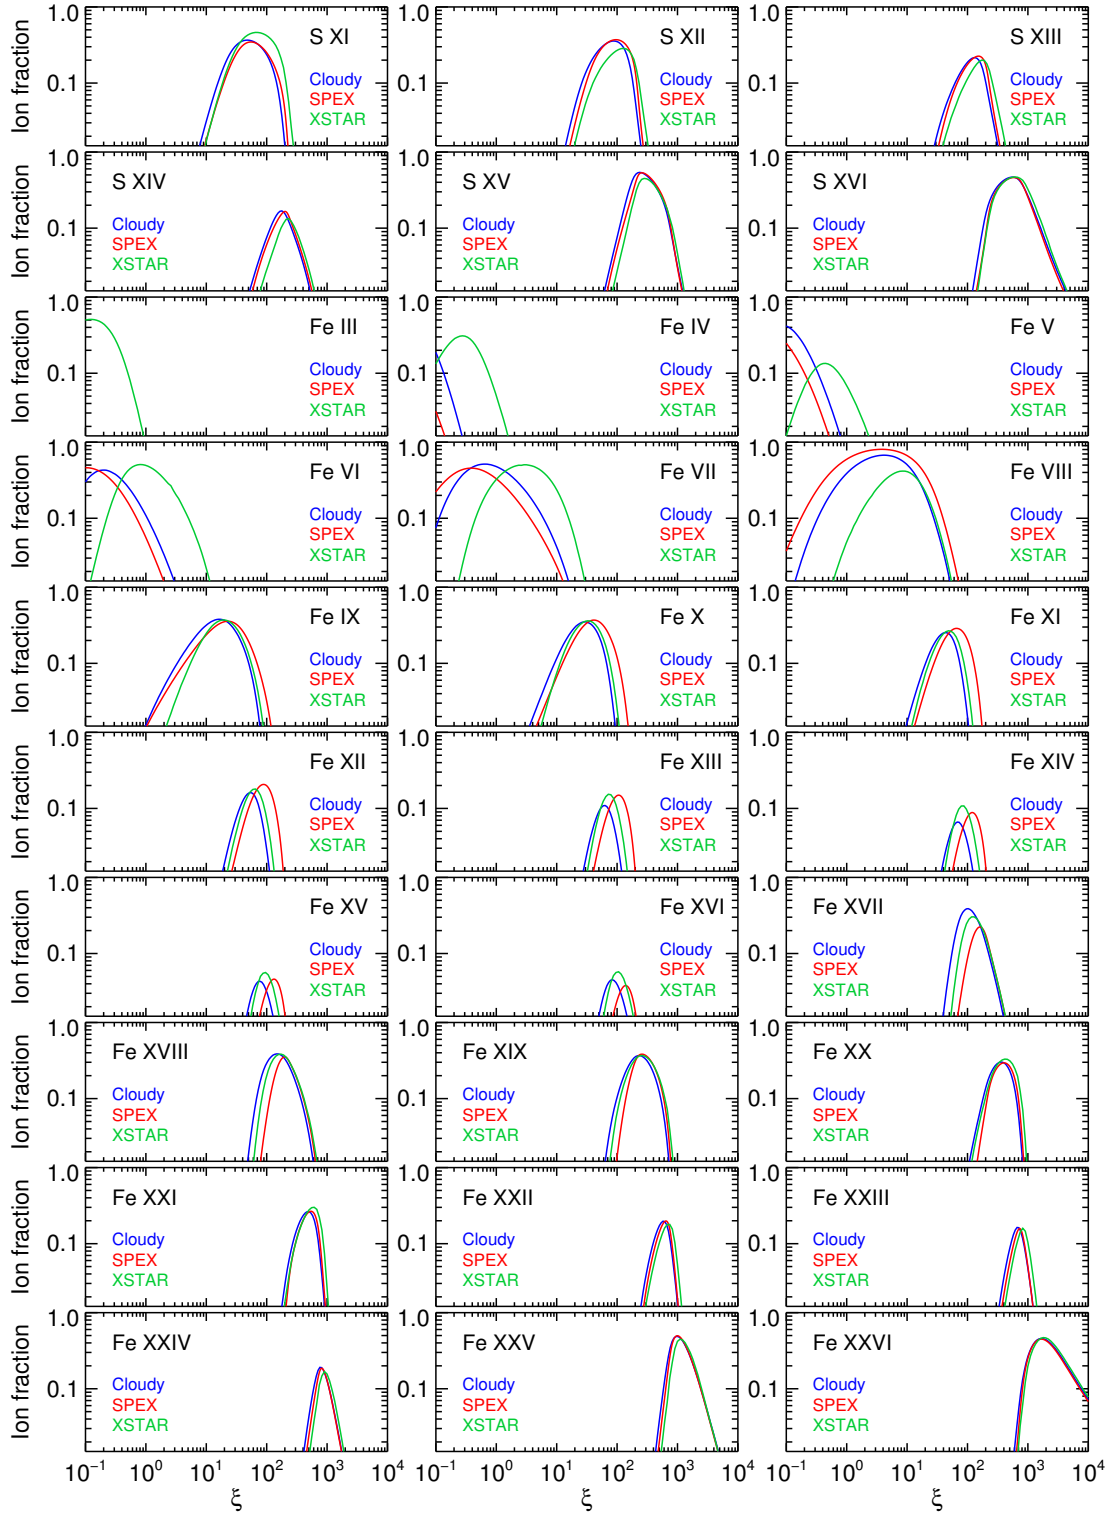 Ion fraction 1.0 0.1 S XI Cloudy SPEX XSTAR
1.0 0.1 S XII Cloudy SPEX XSTAR
1.0 0.1 S XIII Cloudy SPEX XSTAR
Ion fraction 1.0 0.1 S XIV Cloudy SPEX XSTAR
1.0 0.1 S XV Cloudy SPEX XSTAR
1.0 0.1 S XVI Cloudy SPEX XSTAR
Ion fraction 1.0 0.1 Fe III Cloudy SPEX XSTAR
1.0 0.1 Fe IV Cloudy SPEX XSTAR
1.0 0.1 Fe V Cloudy SPEX XSTAR
Ion fraction 1.0 0.1 Fe VI Cloudy SPEX XSTAR
1.0 0.1 Fe VII Cloudy SPEX XSTAR
1.0 0.1 Fe VIII Cloudy SPEX XSTAR
Ion fraction 1.0 0.1 Fe IX Cloudy SPEX XSTAR
1.0 0.1 Fe X Cloudy SPEX XSTAR
1.0 0.1 Fe XI Cloudy SPEX XSTAR
Ion fraction 1.0 0.1 Fe XII Cloudy SPEX XSTAR
1.0 0.1 Fe XIII Cloudy SPEX XSTAR
1.0 0.1 Fe XIV Cloudy SPEX XSTAR
Ion fraction 1.0 0.1 Fe XV Cloudy SPEX XSTAR
1.0 0.1 Fe XVI Cloudy SPEX XSTAR
1.0 0.1 Fe XVII Cloudy SPEX XSTAR
Ion fraction 1.0 0.1 Fe XVIII Cloudy SPEX XSTAR
1.0 0.1 Fe XIX Cloudy SPEX XSTAR
1.0 0.1 Fe XX Cloudy SPEX XSTAR
Ion fraction 1.0 0.1 Fe XXI Cloudy SPEX XSTAR
1.0 0.1 Fe XXII Cloudy SPEX XSTAR
1.0 0.1 Fe XXIII Cloudy SPEX XSTAR
Ion fraction 1.0 0.1 Fe XXIV Cloudy SPEX XSTAR
1.0 0.1 Fe XXV Cloudy SPEX XSTAR
1.0 0.1 Fe XXVI Cloudy SPEX XSTAR
10⁻¹ 10⁰ 10¹ 10² 10³ 10⁴ 10⁰ 10¹ 10² 10³ 10⁴ 10⁰ 10¹ 10² 10³ 10⁴
ξ ξ ξ